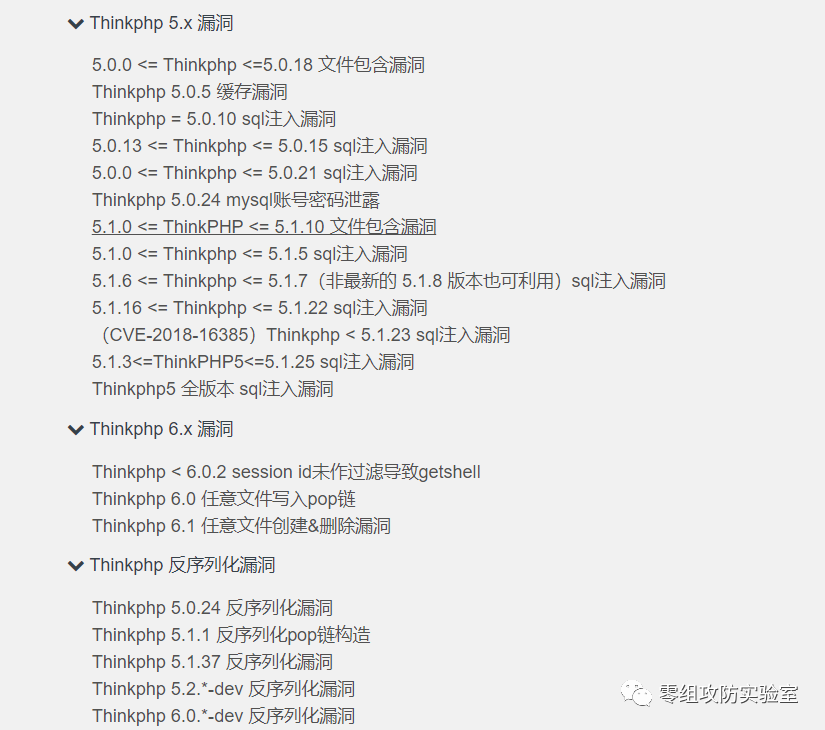 Thinkphp 5.x 漏洞
5.0.0 <= Thinkphp <=5.0.18 文件包含漏洞
Thinkphp 5.0.5 缓存漏洞
Thinkphp = 5.0.10 sql注入漏洞
5.0.13 <= Thinkphp <= 5.0.15 sql注入漏洞
5.0.0 <= Thinkphp <= 5.0.21 sql注入漏洞
Thinkphp 5.0.24 mysql账号密码泄露
5.1.0 <= ThinkPHP <= 5.1.10 文件包含漏洞
5.1.0 <= Thinkphp <= 5.1.5 sql注入漏洞
5.1.6 <= Thinkphp <= 5.1.7（非最新的 5.1.8 版本也可利用）sql注入漏洞
5.1.16 <= Thinkphp <= 5.1.22 sql注入漏洞
（CVE-2018-16385）Thinkphp < 5.1.23 sql注入漏洞
5.1.3<=ThinkPHP5<=5.1.25 sql注入漏洞
Thinkphp5 全版本 sql注入漏洞
Thinkphp 6.x 漏洞
Thinkphp < 6.0.2 session id未作过滤导致getshell
Thinkphp 6.0 任意文件写入pop链
Thinkphp 6.1 任意文件创建&删除漏洞
Thinkphp 反序列化漏洞
Thinkphp 5.0.24 反序列化漏洞
Thinkphp 5.1.1 反序列化pop链构造
Thinkphp 5.1.37 反序列化漏洞
Thinkphp 5.2.*-dev 反序列化漏洞
Thinkphp 6.0.*-dev 反序列化漏洞
零组攻防实验室